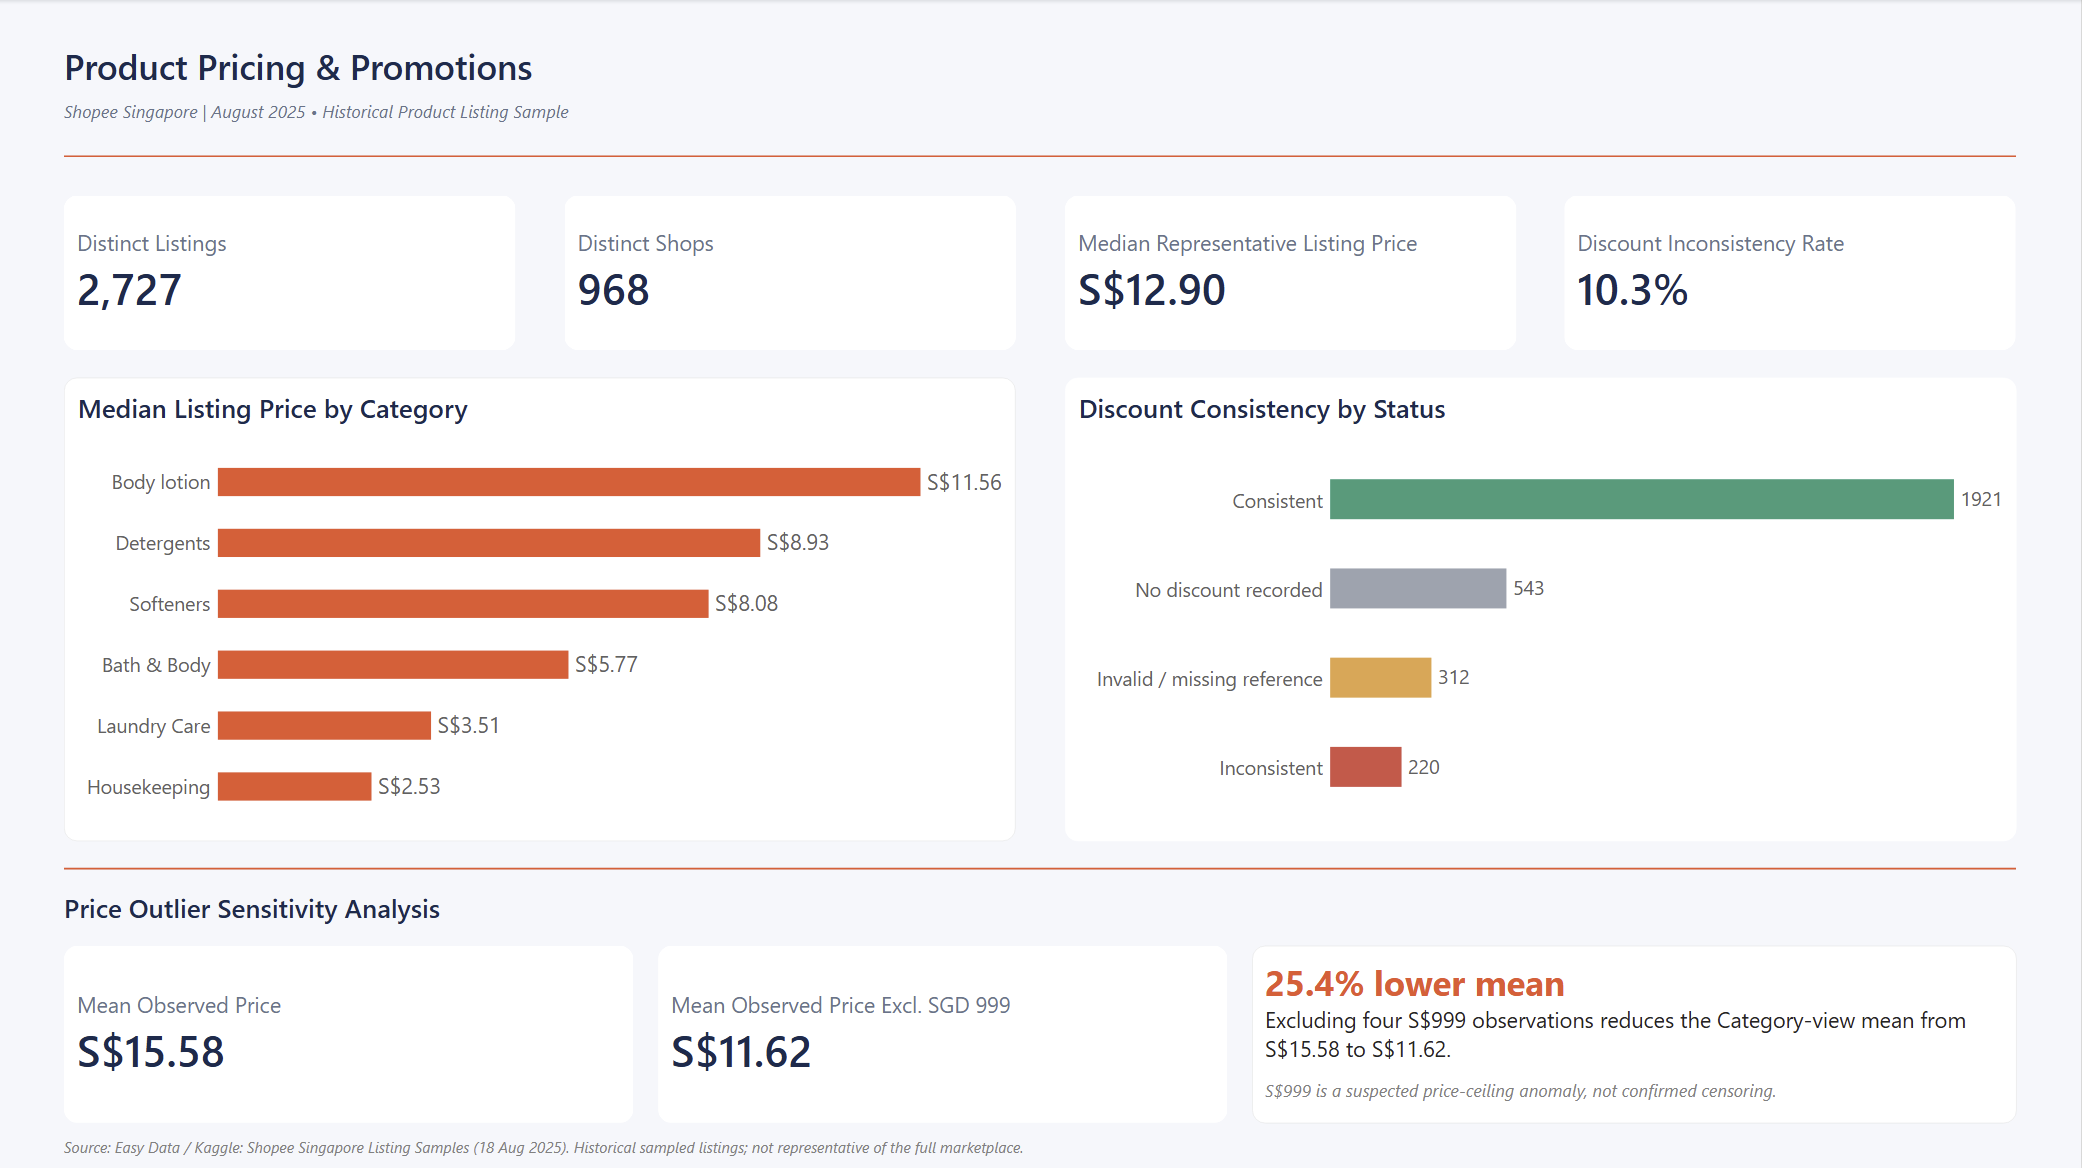 Product Pricing & Promotions
Shopee Singapore | August 2025 • Historical Product Listing Sample
Distinct Listings
2,727
Distinct Shops
968
Median Representative Listing Price
S$12.90
Discount Inconsistency Rate
10.3%
Median Listing Price by Category
Body lotion S$11.56
Detergents S$8.93
Softeners S$8.08
Bath & Body S$5.77
Laundry Care S$3.51
Housekeeping S$2.53
Discount Consistency by Status
Consistent 1921
No discount recorded 543
Invalid / missing reference 312
Inconsistent 220
Price Outlier Sensitivity Analysis
Mean Observed Price
S$15.58
Mean Observed Price Excl. SGD 999
S$11.62
25.4% lower mean
Excluding four S$999 observations reduces the Category-view mean from
S$15.58 to S$11.62.
S$999 is a suspected price-ceiling anomaly, not confirmed censoring.
Source: Easy Data / Kaggle: Shopee Singapore Listing Samples (18 Aug 2025). Historical sampled listings; not representative of the full marketplace.